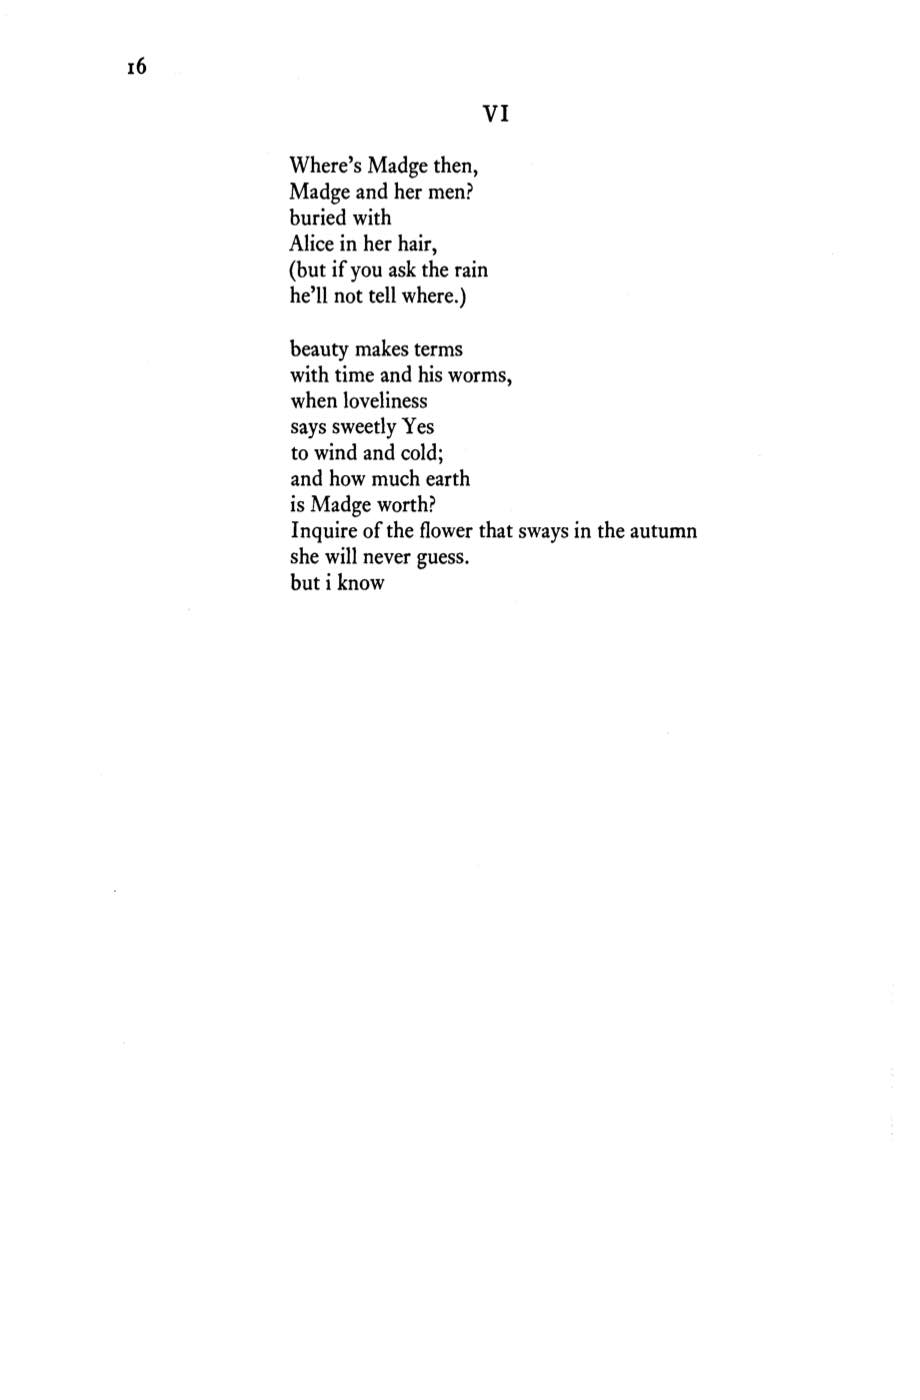 16
VI
Where's Madge then,
Madge and her men?
buried with
Alice in her hair,
(but if you ask the rain
he'll not tell where.)
beauty makes terms
with time and his worms,
when loveliness
says sweetly Yes
to wind and cold;
and how much earth
is Madge worth?
Inquire of the flower that sways in the autumn
she will never guess.
but i know